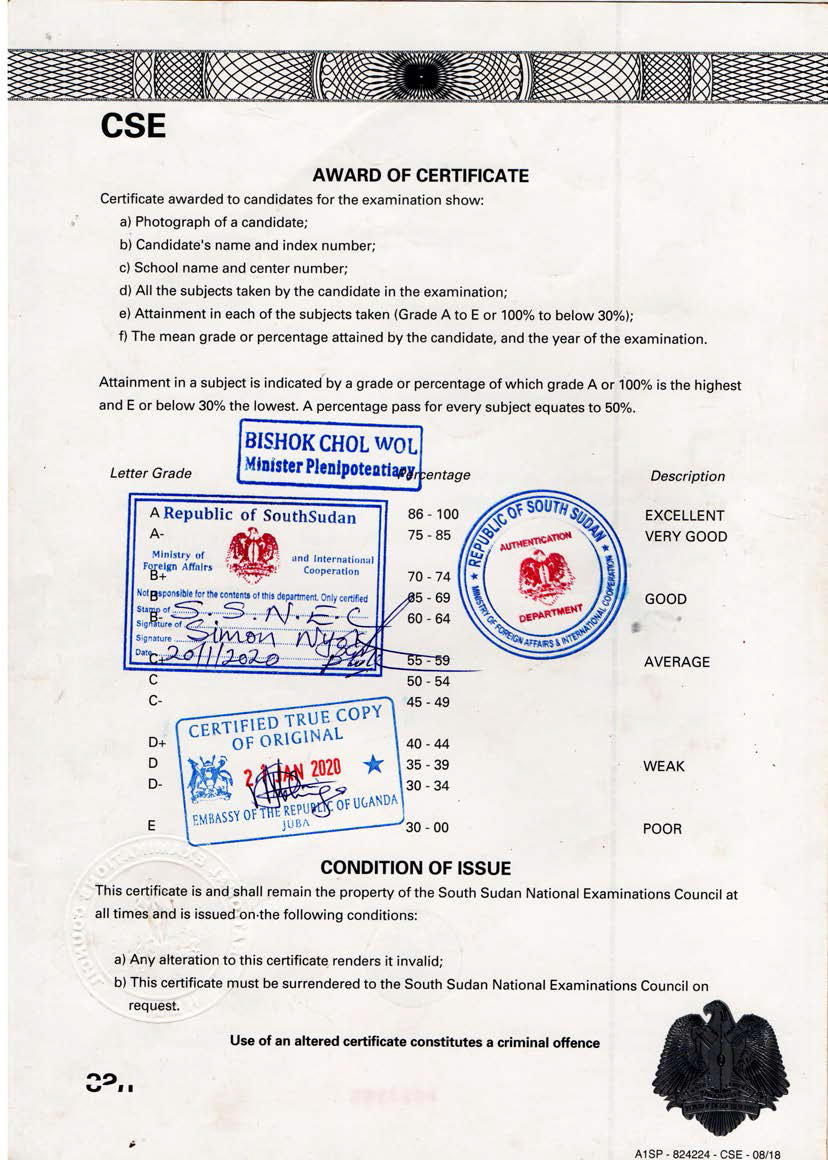 CSE
AWARD OF CERTIFICATE
Certificate awarded to candidates for the examination show:
a) Photograph of a candidate;
b) Candidate's name and index number;
c) School name and center number;
d) All the subjects taken by the candidate in the examination;
e) Attainment in each of the subjects taken (Grade A to E or 100% to below 30%);
f) The mean grade or percentage attained by the candidate, and the year of the examination.
Attainment in a subject is indicated by a grade or percentage of which grade A or 100% is the highest
and E or below 30% the lowest. A percentage pass for every subject equates to 50%.
BISHOK CHOL WOL
Minister Plenipotentiary
Letter Grade Percentage Description
A 86 - 100 EXCELLENT
A- 75 - 85 VERY GOOD
B+ 70 - 74
B 65 - 69 GOOD
B- 60 - 64
C+ 55 - 59 AVERAGE
C 50 - 54
C- 45 - 49
D+ 40 - 44
D 35 - 39 WEAK
D- 30 - 34
E 30 - 00 POOR
Republic of SouthSudan
Ministry of Foreign Affairs and International Cooperation
Not Responsible for the contents of this department. Only certified
Stamp of S.S.N.E.C
Signature of Simon Nyok
Signature
Date 20/1/2020
REPUBLIC OF SOUTH SUDAN
AUTHENTICATION
DEPARTMENT
MINISTRY OF FOREIGN AFFAIRS & INTERNATIONAL COOPERATION
CERTIFIED TRUE COPY
OF ORIGINAL
JAN 2020
EMBASSY OF THE REPUBLIC OF UGANDA
JUBA
CONDITION OF ISSUE
This certificate is and shall remain the property of the South Sudan National Examinations Council at
all times and is issued on the following conditions:
a) Any alteration to this certificate renders it invalid;
b) This certificate must be surrendered to the South Sudan National Examinations Council on
request.
Use of an altered certificate constitutes a criminal offence
A1SP - 824224 - CSE - 08/18